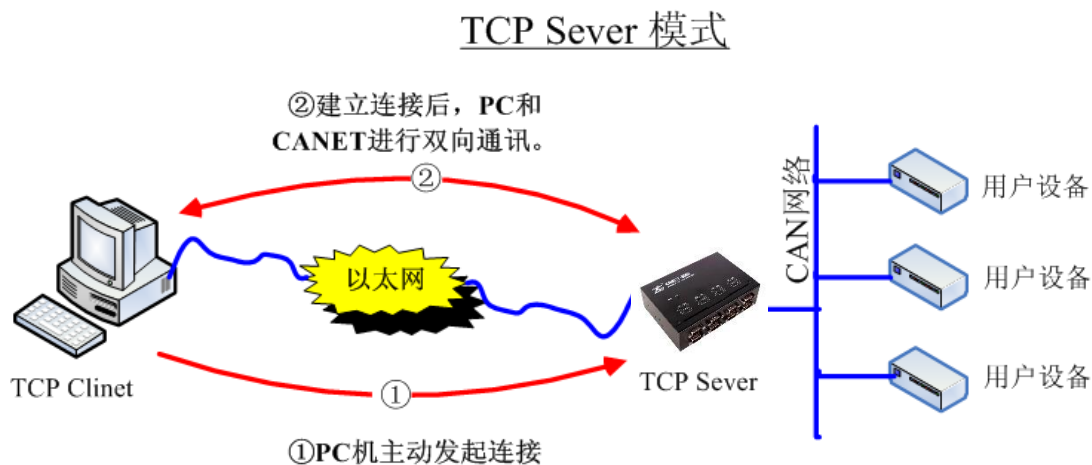 TCP Sever 模式
②建立连接后，PC和
CANET进行双向通讯。
②
CAN网络
用户设备
以太网
用户设备
TCP Clinet
TCP Sever
用户设备
①
①PC机主动发起连接